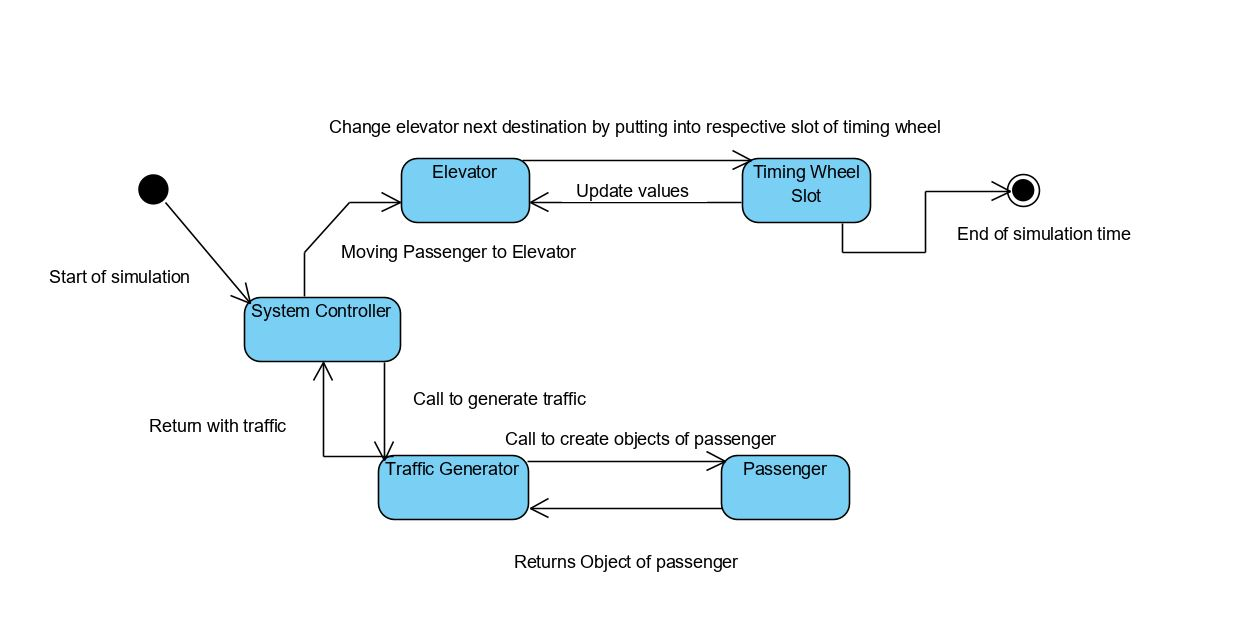 Change elevator next destination by putting into respective slot of timing wheel
Elevator
Timing Wheel
Slot
Update values
End of simulation time
Moving Passenger to Elevator
Start of simulation
System Controller
Call to generate traffic
Return with traffic
Call to create objects of passenger
Traffic Generator
Passenger
Returns Object of passenger